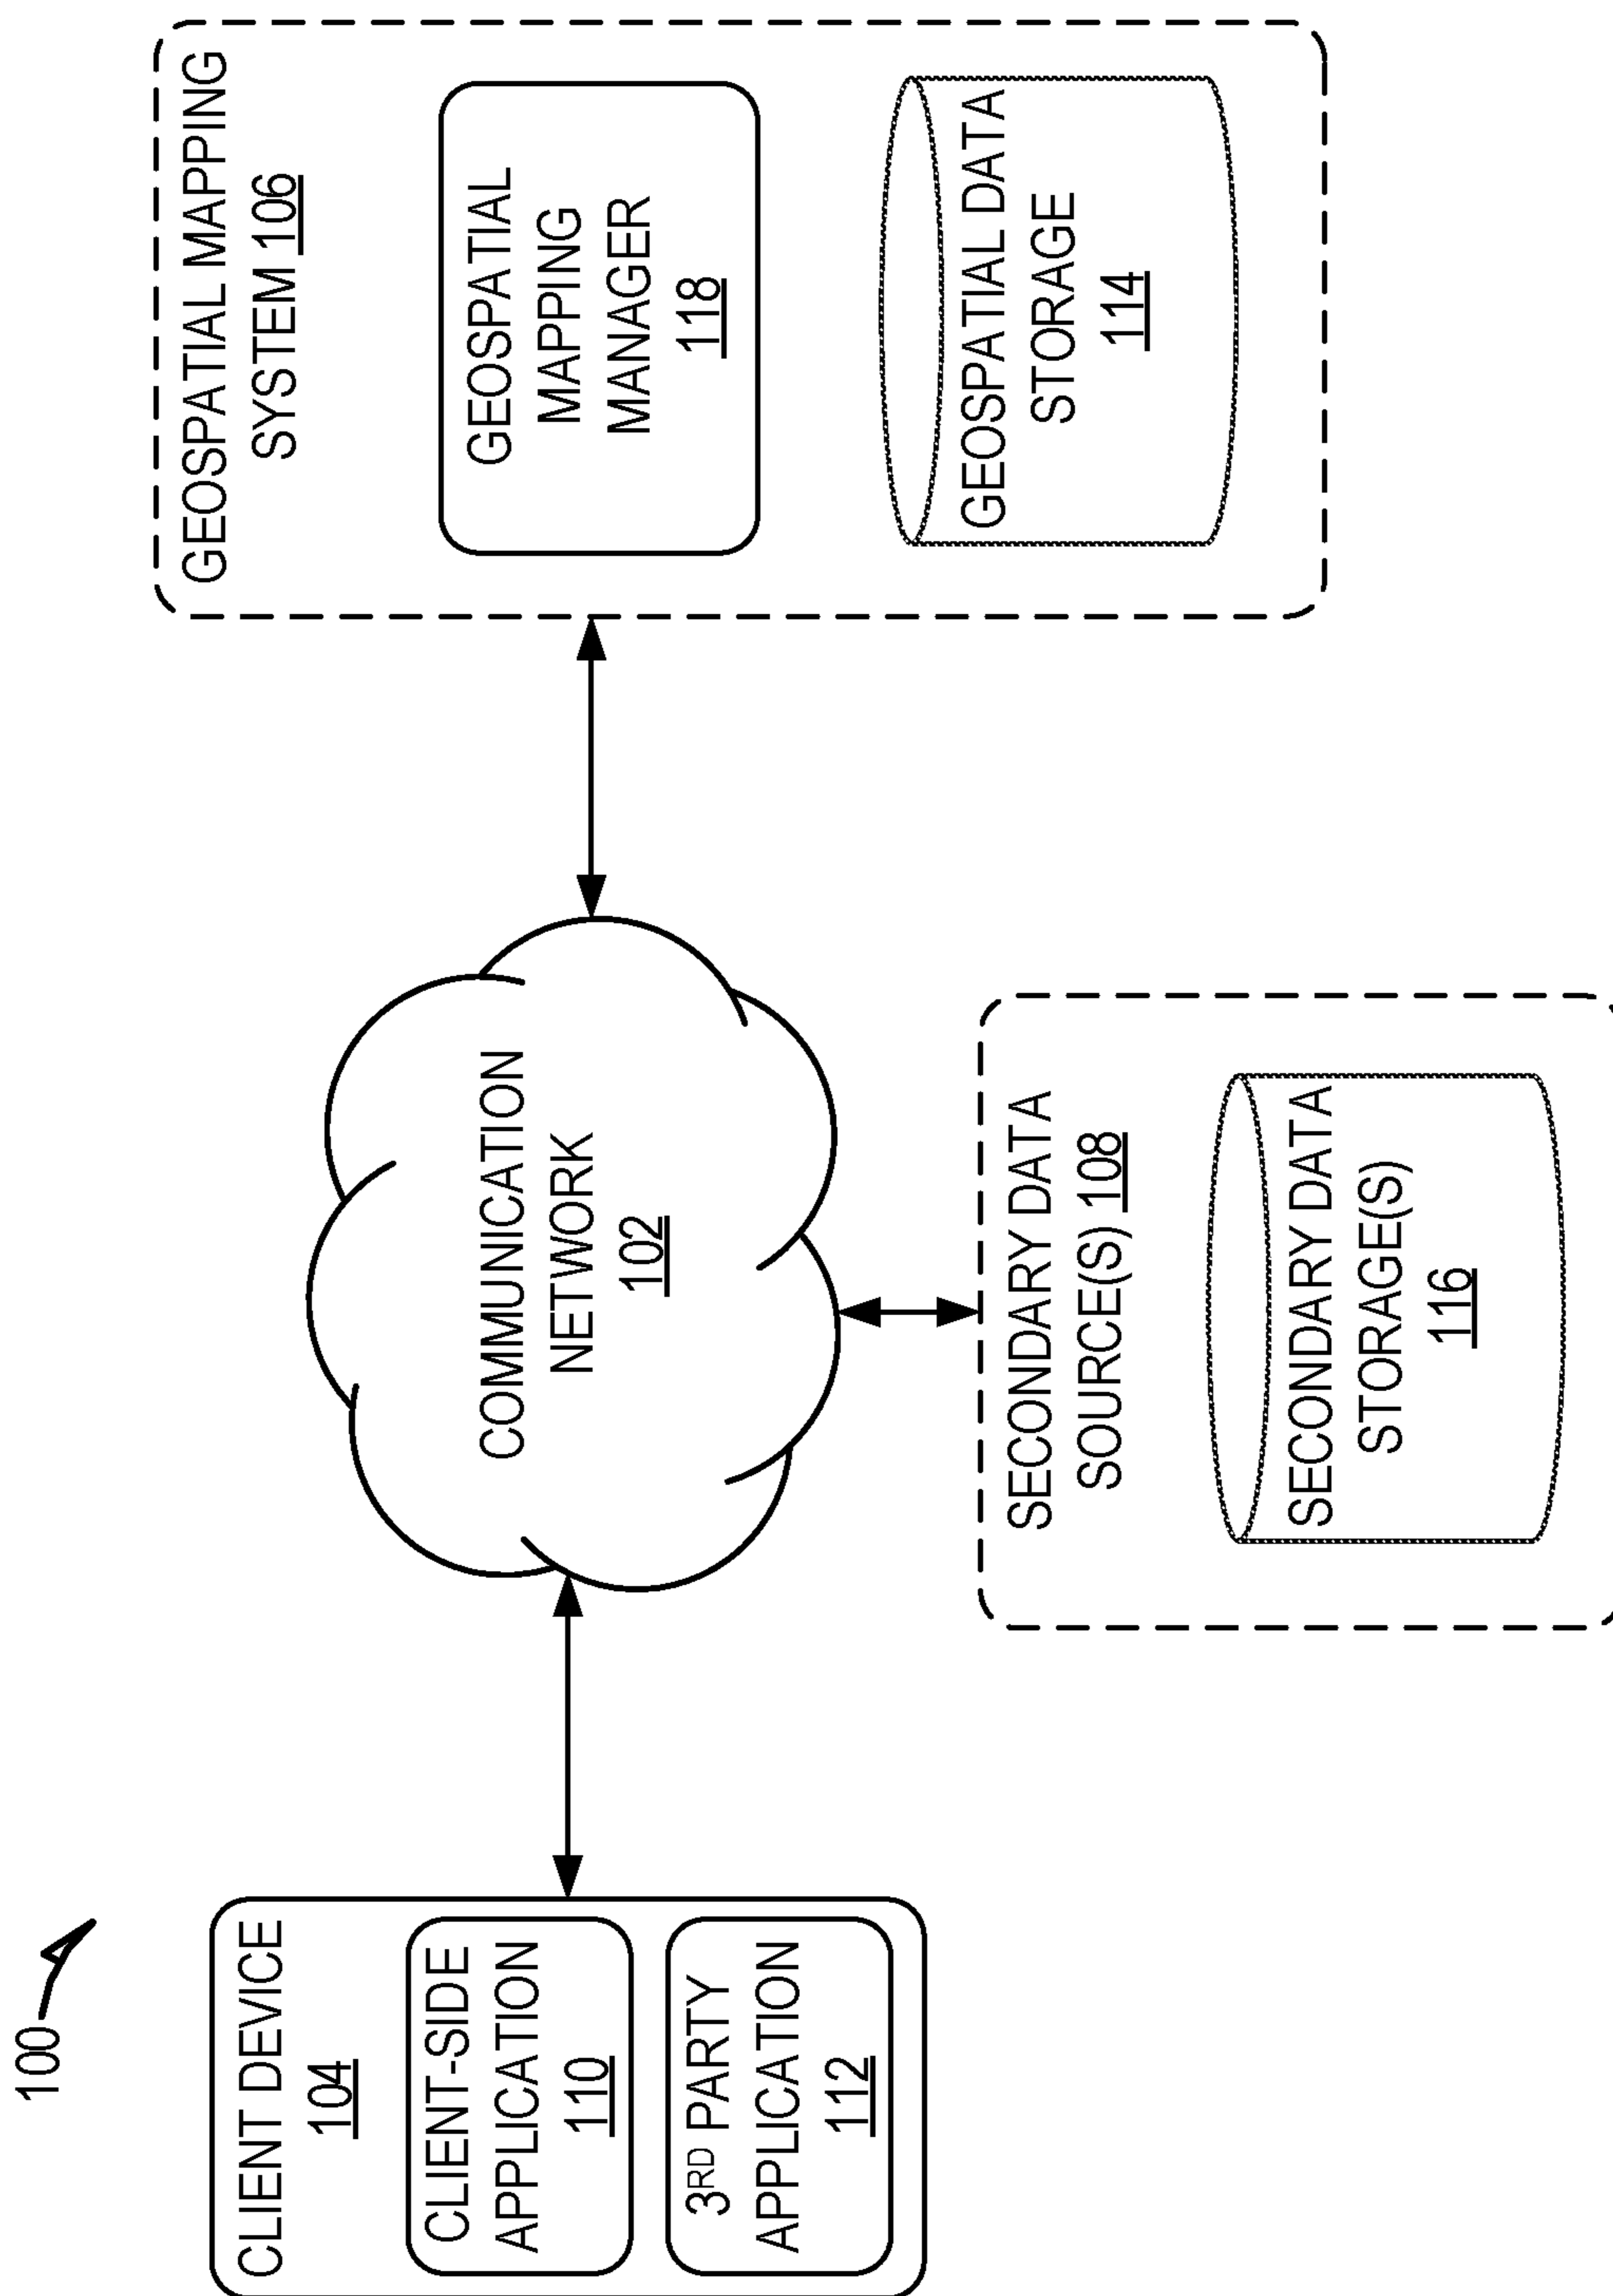 100
CLIENT DEVICE
104
CLIENT-SIDE
APPLICATION
110
3RD PARTY
APPLICATION
112
COMMUNICATION
NETWORK
102
SECONDARY DATA
SOURCE(S) 108
SECONDARY DATA
STORAGE(S)
116
GEOSPATIAL MAPPING
SYSTEM 106
GEOSPATIAL
MAPPING
MANAGER
118
GEOSPATIAL DATA
STORAGE
114